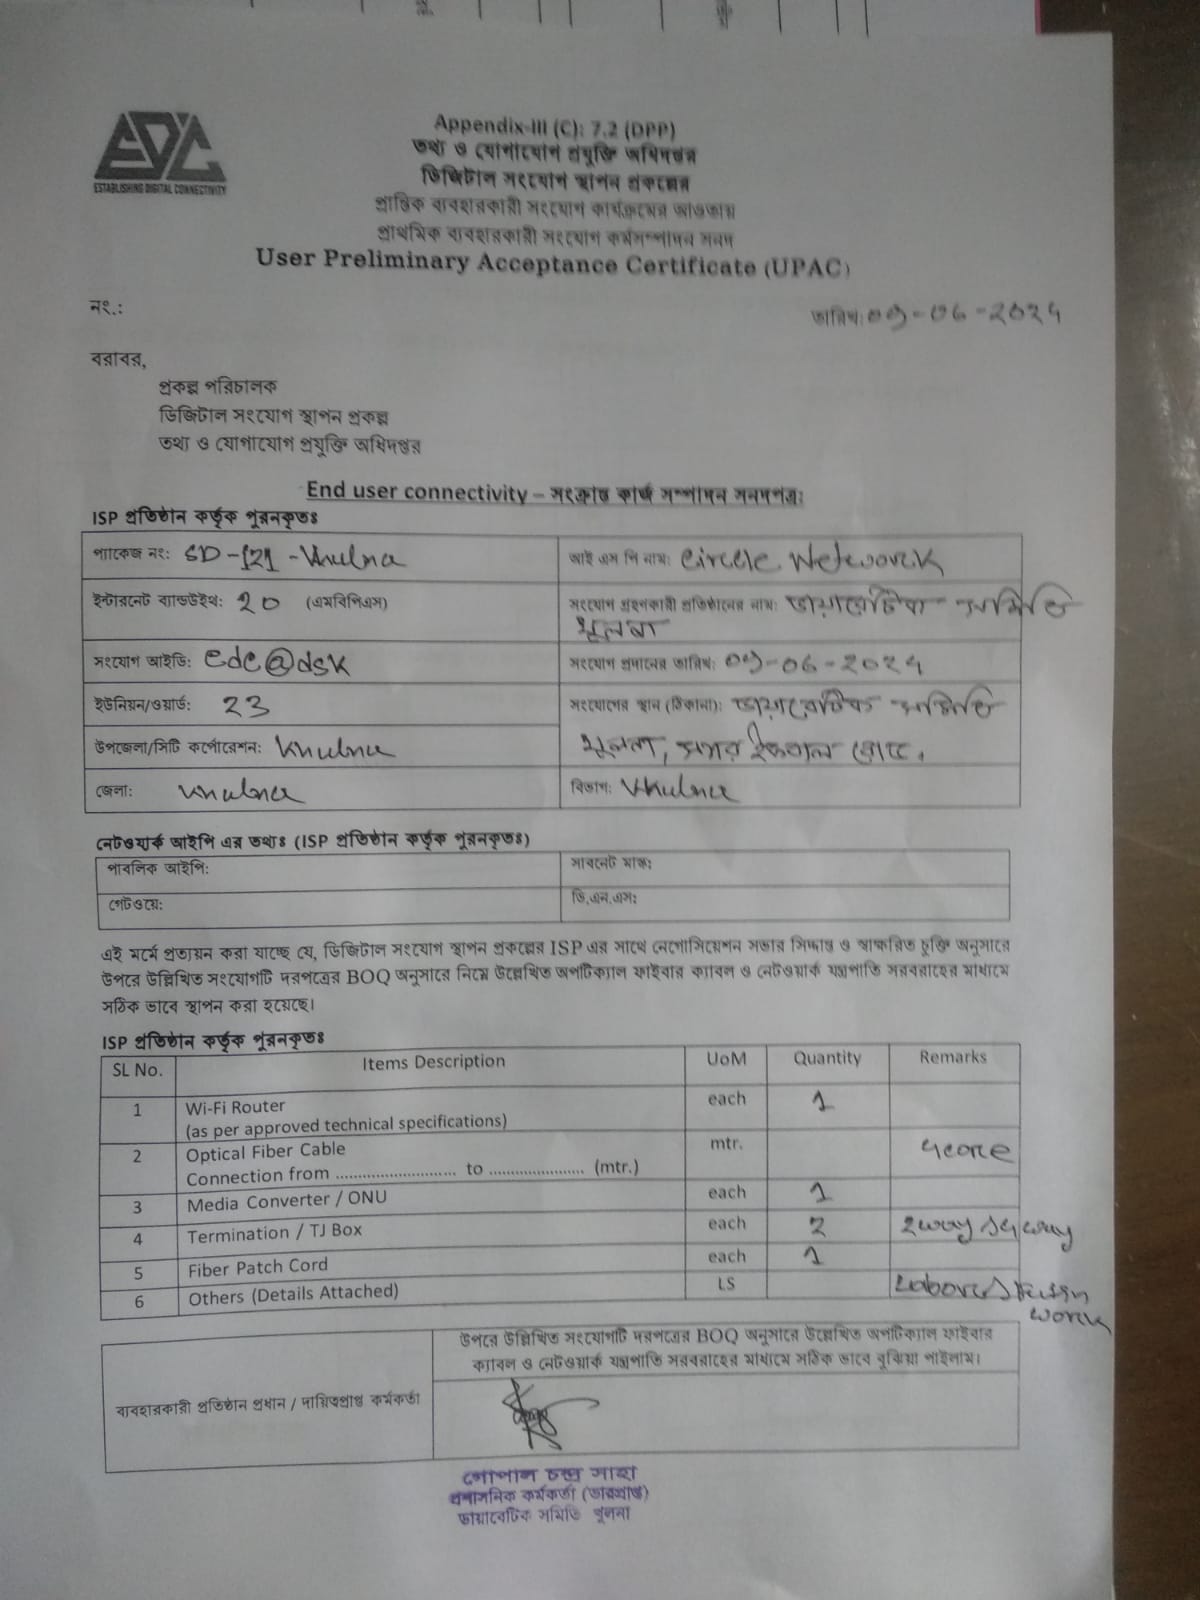 EDC
ESTABLISHING DIGITAL CONNECTIVITY
Appendix-III (C): 7.2 (DPP)
তথ্য ও যোগাযোগ প্রযুক্তি অধিদপ্তর
ডিজিটাল সংযোগ স্থাপন প্রকল্পের
প্রান্তিক ব্যবহারকারী সংযোগ কার্যক্রমের আওতায়
প্রাথমিক ব্যবহারকারী সংযোগ কর্মসম্পাদন সনদ
User Preliminary Acceptance Certificate (UPAC)
নং.:
তারিখ: 09-06-2024
বরাবর,
প্রকল্প পরিচালক
ডিজিটাল সংযোগ স্থাপন প্রকল্প
তথ্য ও যোগাযোগ প্রযুক্তি অধিদপ্তর
End user connectivity – সংক্রান্ত কার্জ সম্পাদন সনদপত্র:
ISP প্রতিষ্ঠান কর্তৃক পূরনকৃতঃ
প্যাকেজ নং: SD-121-Khulna
আই এস পি নাম: Circle Network
ইন্টারনেট ব্যান্ডউইথ: 20 (এমবিপিএস)
সংযোগ গ্রহণকারী প্রতিষ্ঠানের নাম: ডায়াবেটিক সমিতি
খুলনা
সংযোগ আইডি: edc@dsk
সংযোগ প্রদানের তারিখ: 09-06-2024
ইউনিয়ন/ওয়ার্ড: 23
সংযোগের স্থান (ঠিকানা): ডায়াবেটিক সমিতি
উপজেলা/সিটি কর্পোরেশন: Khulna
খুলনা, স্যার ইকবাল রোড.
জেলা: Khulna
বিভাগ: Khulna
নেটওয়ার্ক আইপি এর তথ্যঃ (ISP প্রতিষ্ঠান কর্তৃক পূরনকৃতঃ)
পাবলিক আইপি:
সাবনেট মাস্ক:
গেটওয়ে:
ডি.এন.এস:
এই মর্মে প্রত্যয়ন করা যাচ্ছে যে, ডিজিটাল সংযোগ স্থাপন প্রকল্পের ISP এর সাথে নেগোসিয়েশন সভার সিদ্ধান্ত ও স্বাক্ষরিত চুক্তি অনুসারে
উপরে উল্লিখিত সংযোগটি দরপত্রের BOQ অনুসারে নিম্নে উল্লেখিত অপটিক্যাল ফাইবার ক্যাবল ও নেটওয়ার্ক যন্ত্রপাতি সরবরাহের মাধ্যমে
সঠিক ভাবে স্থাপন করা হয়েছে।
ISP প্রতিষ্ঠান কর্তৃক পূরনকৃতঃ
SL No. Items Description UoM Quantity Remarks
1 Wi-Fi Router each 1
(as per approved technical specifications)
2 Optical Fiber Cable mtr. 4core
Connection from ........................... to ...................... (mtr.)
3 Media Converter / ONU each 1
4 Termination / TJ Box each 2 2way, 4way
5 Fiber Patch Cord each 1
6 Others (Details Attached) LS
work
উপরে উল্লিখিত সংযোগটি দরপত্রের BOQ অনুসারে উল্লেখিত অপটিক্যাল ফাইবার
ক্যাবল ও নেটওয়ার্ক যন্ত্রপাতি সরবরাহের মাধ্যমে সঠিক ভাবে বুঝিয়া পাইলাম।
ব্যবহারকারী প্রতিষ্ঠান প্রধান / দায়িত্বপ্রাপ্ত কর্মকর্তা
গোপাল চন্দ্র সাহা
প্রশাসনিক কর্মকর্তা (ভারপ্রাপ্ত)
ডায়াবেটিক সমিতি খুলনা